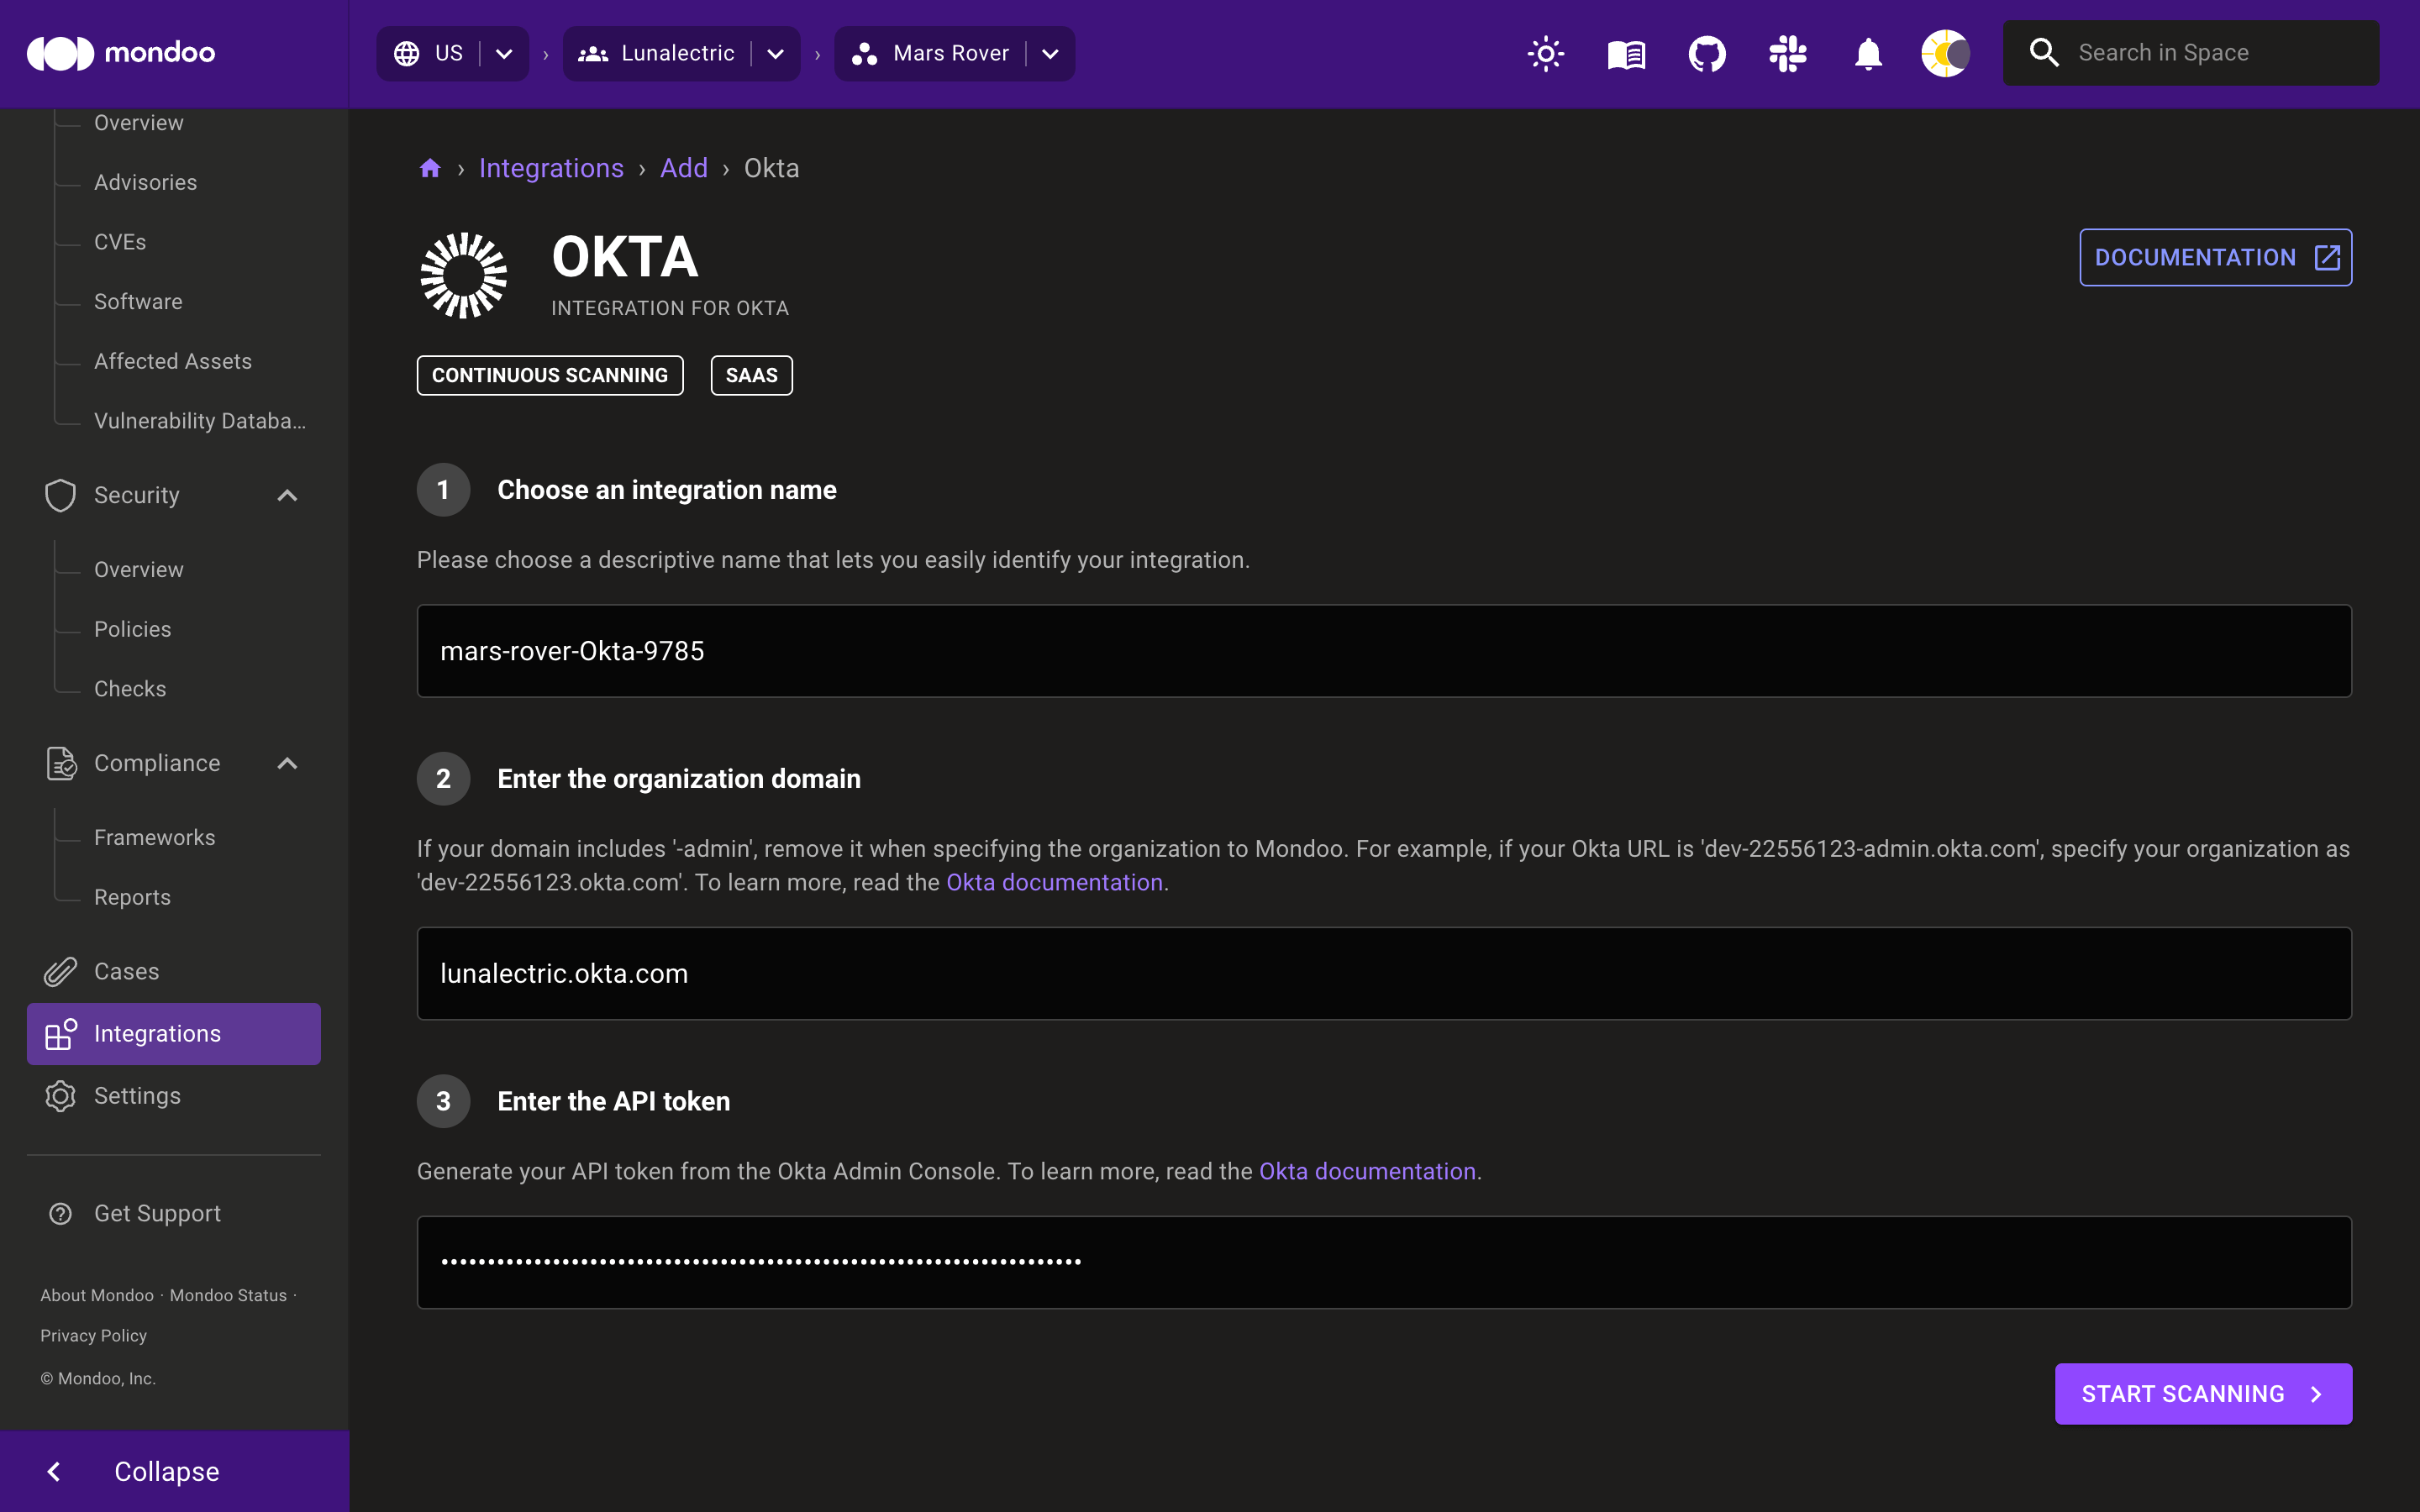 mondoo
US
Lunalectric
Mars Rover
Search in Space
Overview
Advisories
CVEs
Software
Affected Assets
Vulnerability Databa...
Security
Overview
Policies
Checks
Compliance
Frameworks
Reports
Cases
Integrations
Settings
Get Support
About Mondoo · Mondoo Status ·
Privacy Policy
© Mondoo, Inc.
Collapse
Integrations › Add › Okta
OKTA
INTEGRATION FOR OKTA
DOCUMENTATION
CONTINUOUS SCANNING
SAAS
1 Choose an integration name
Please choose a descriptive name that lets you easily identify your integration.
mars-rover-Okta-9785
2 Enter the organization domain
If your domain includes '-admin', remove it when specifying the organization to Mondoo. For example, if your Okta URL is 'dev-22556123-admin.okta.com', specify your organization as
'dev-22556123.okta.com'. To learn more, read the Okta documentation.
lunalectric.okta.com
3 Enter the API token
Generate your API token from the Okta Admin Console. To learn more, read the Okta documentation.
START SCANNING